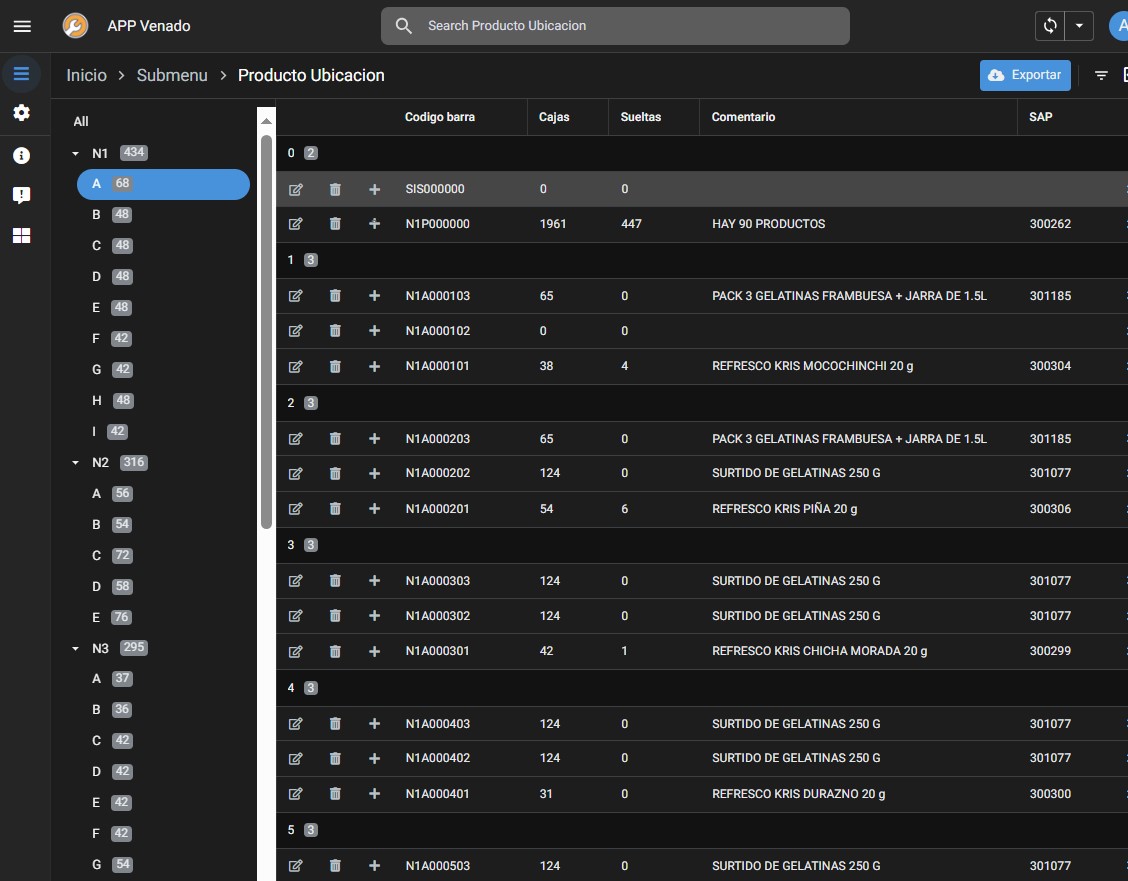 APP Venado
Search Producto Ubicacion
A
Inicio > Submenu > Producto Ubicacion
Exportar
All
N1 434
A 68
B 48
C 48
D 48
E 48
F 42
G 42
H 48
I 42
N2 316
A 56
B 54
C 72
D 58
E 76
N3 295
A 37
B 36
C 42
D 42
E 42
F 42
G 54
Codigo barra Cajas Sueltas Comentario SAP
0 2
SIS000000 0 0
N1P000000 1961 447 HAY 90 PRODUCTOS 300262
1 3
N1A000103 65 0 PACK 3 GELATINAS FRAMBUESA + JARRA DE 1.5L 301185
N1A000102 0 0
N1A000101 38 4 REFRESCO KRIS MOCOCHINCHI 20 g 300304
2 3
N1A000203 65 0 PACK 3 GELATINAS FRAMBUESA + JARRA DE 1.5L 301185
N1A000202 124 0 SURTIDO DE GELATINAS 250 G 301077
N1A000201 54 6 REFRESCO KRIS PIÑA 20 g 300306
3 3
N1A000303 124 0 SURTIDO DE GELATINAS 250 G 301077
N1A000302 124 0 SURTIDO DE GELATINAS 250 G 301077
N1A000301 42 1 REFRESCO KRIS CHICHA MORADA 20 g 300299
4 3
N1A000403 124 0 SURTIDO DE GELATINAS 250 G 301077
N1A000402 124 0 SURTIDO DE GELATINAS 250 G 301077
N1A000401 31 0 REFRESCO KRIS DURAZNO 20 g 300300
5 3
N1A000503 124 0 SURTIDO DE GELATINAS 250 G 301077